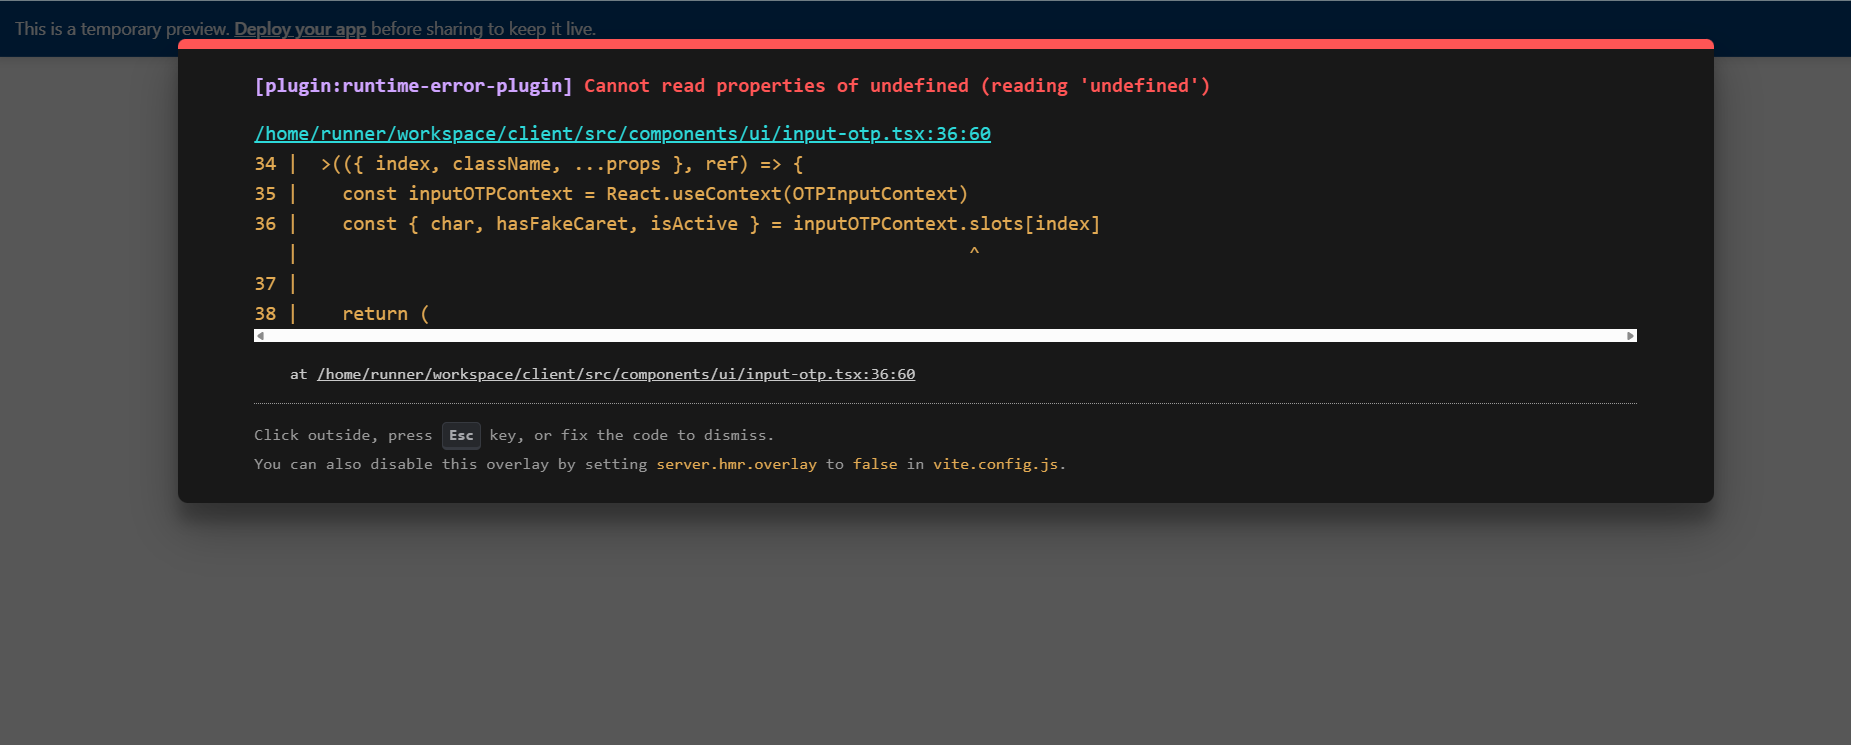 This is a temporary preview. Deploy your app before sharing to keep it live.
[plugin:runtime-error-plugin] Cannot read properties of undefined (reading 'undefined')
/home/runner/workspace/client/src/components/ui/input-otp.tsx:36:60
34 |  >(({ index, className, ...props }, ref) => {
35 |    const inputOTPContext = React.useContext(OTPInputContext)
36 |    const { char, hasFakeCaret, isActive } = inputOTPContext.slots[index]
   |                                                             ^
37 |
38 |    return (
at /home/runner/workspace/client/src/components/ui/input-otp.tsx:36:60
Click outside, press Esc key, or fix the code to dismiss.
You can also disable this overlay by setting server.hmr.overlay to false in vite.config.js.